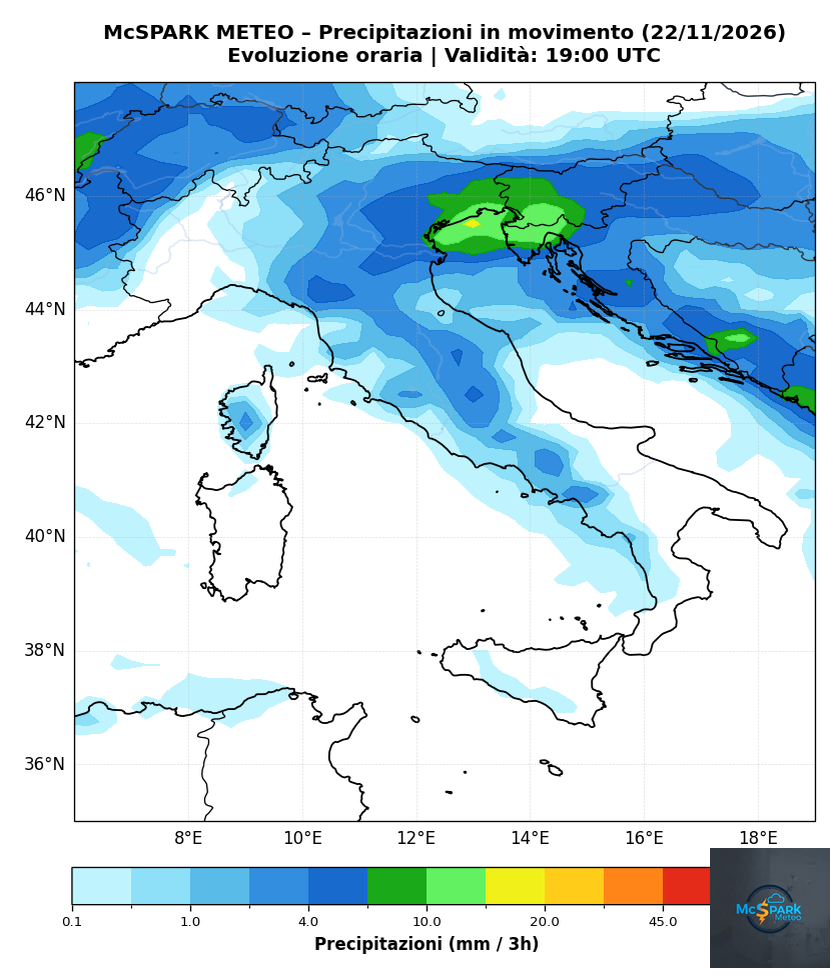 McSPARK METEO – Precipitazioni in movimento (22/11/2026)
Evoluzione oraria | Validità: 19:00 UTC
46°N
44°N
42°N
40°N
38°N
36°N
8°E 10°E 12°E 14°E 16°E 18°E
0.1 1.0 4.0 10.0 20.0 45.0
Precipitazioni (mm / 3h)
McSPARK
Meteo